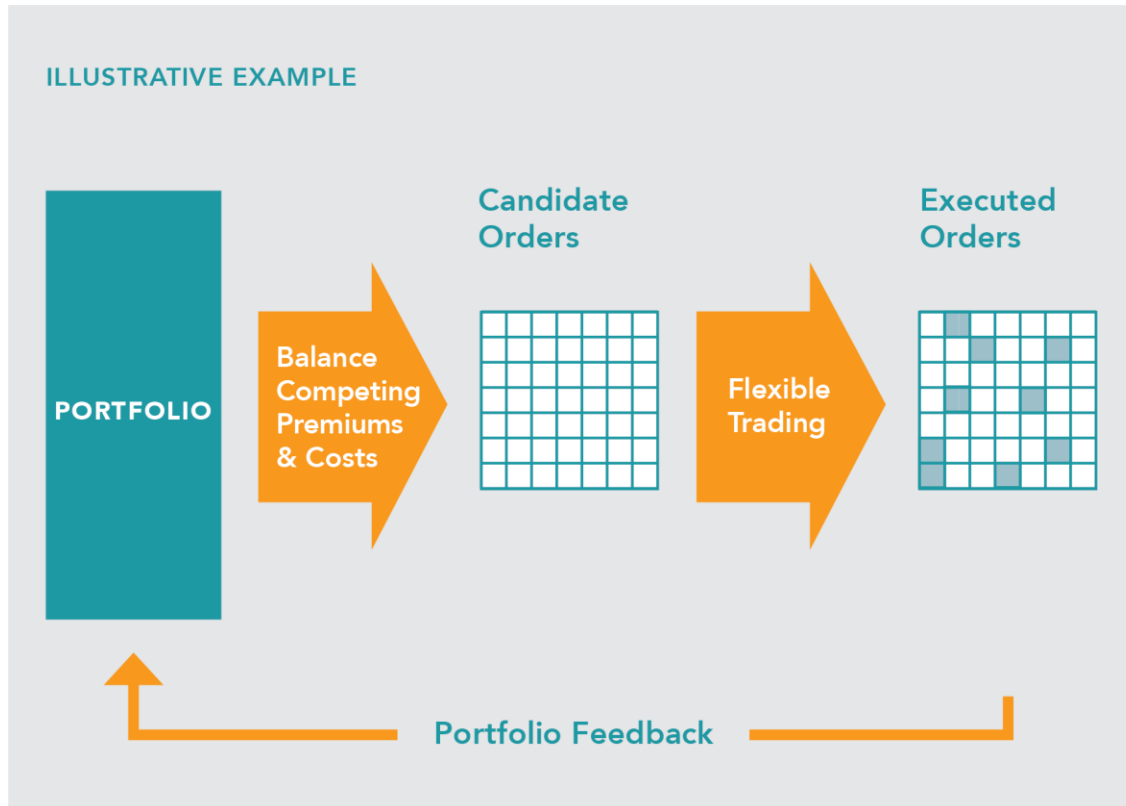 ILLUSTRATIVE EXAMPLE
PORTFOLIO
Balance
Competing
Premiums
& Costs
Candidate
Orders
Flexible
Trading
Executed
Orders
Portfolio Feedback